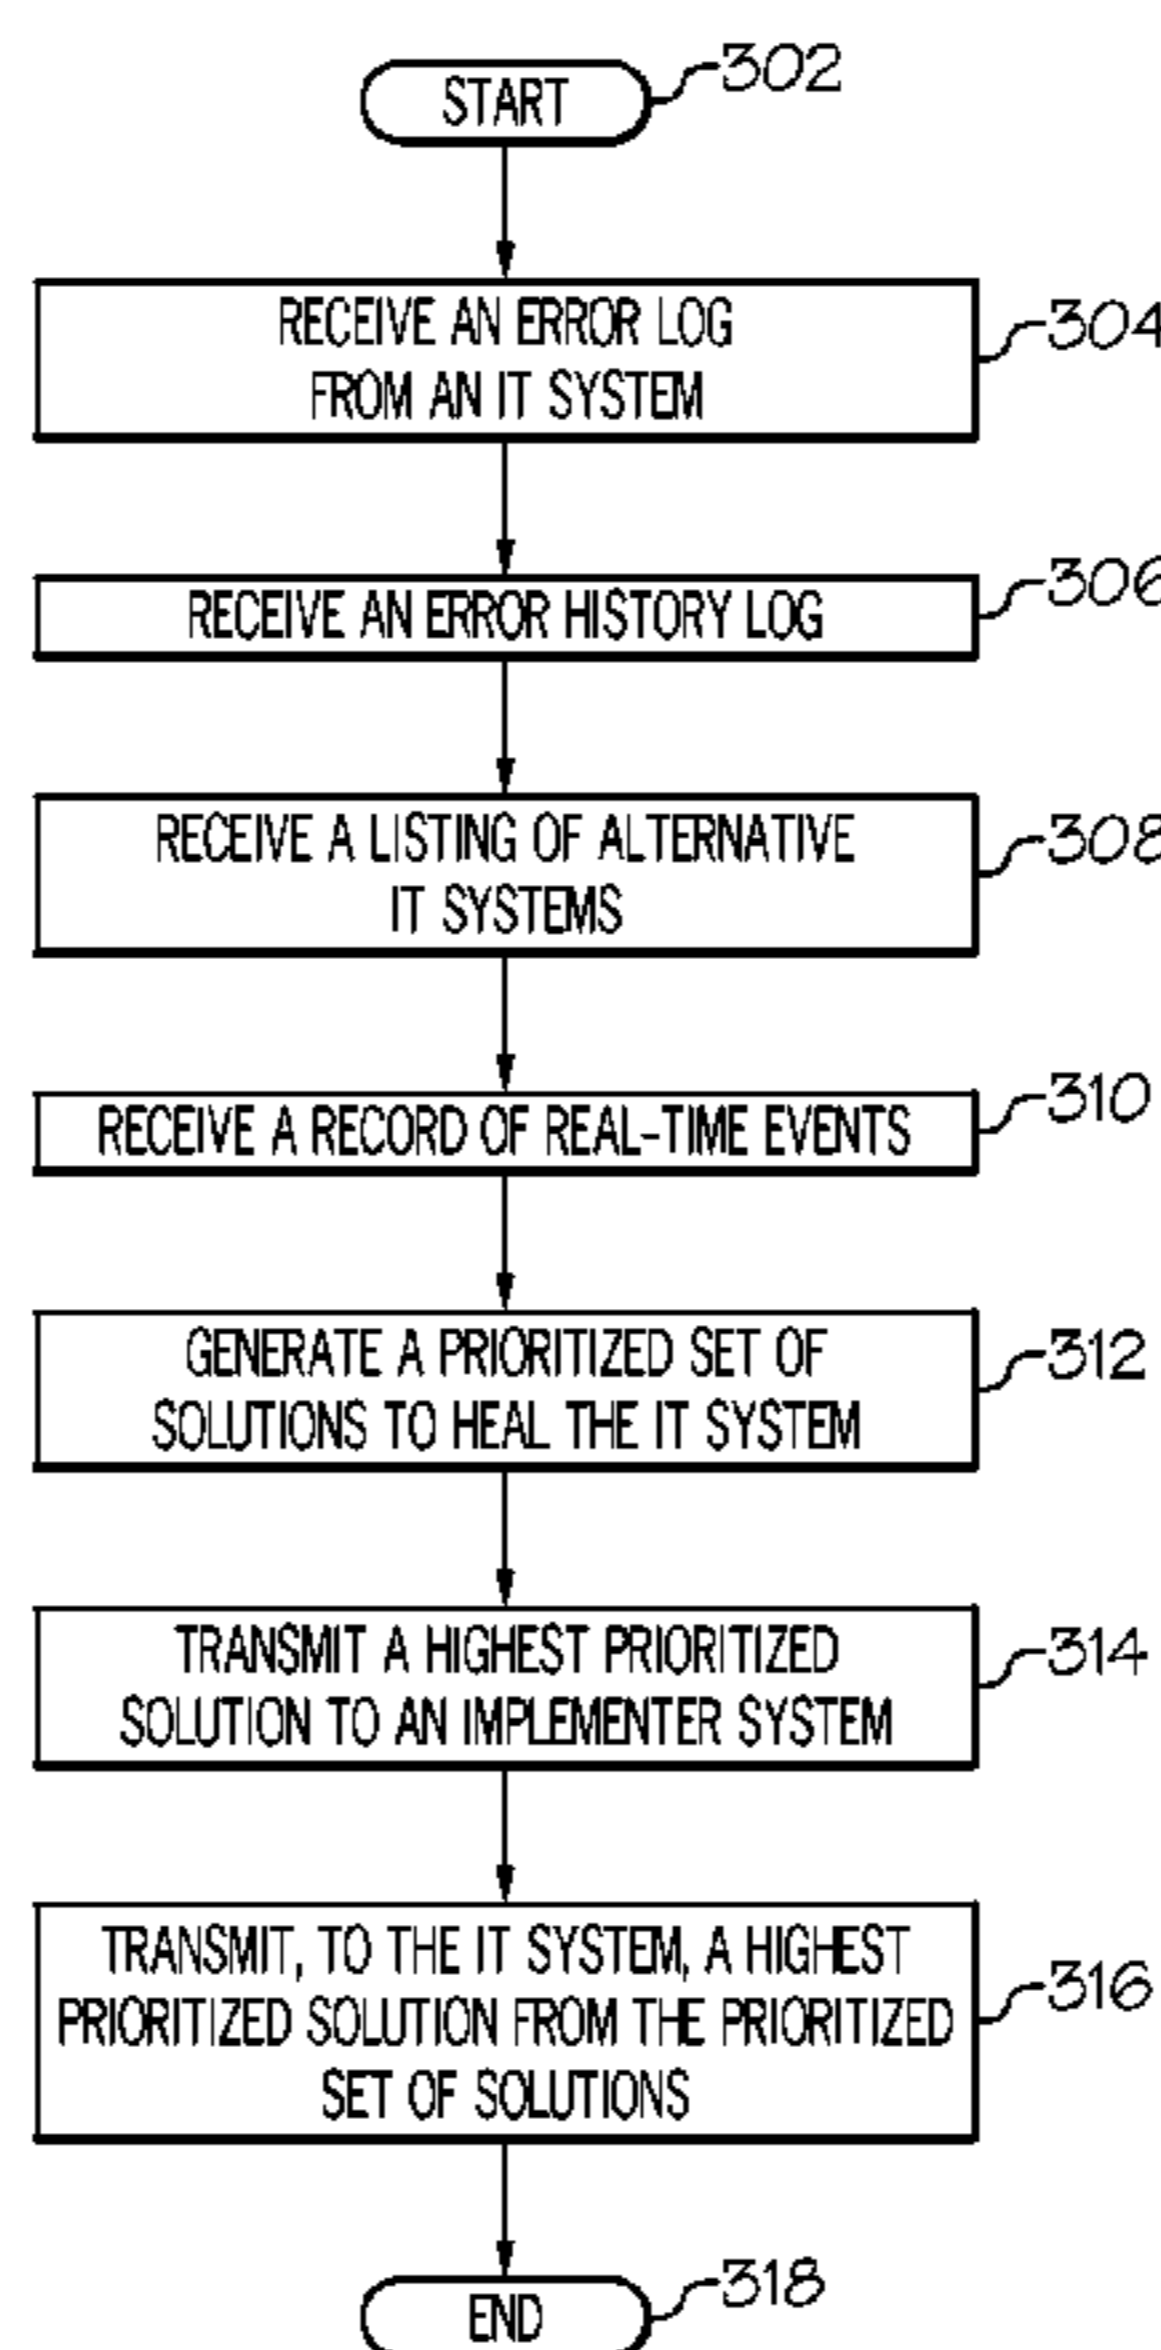 START
302
RECEIVE AN ERROR LOG
FROM AN IT SYSTEM
304
RECEIVE AN ERROR HISTORY LOG
306
RECEIVE A LISTING OF ALTERNATIVE
IT SYSTEMS
308
RECEIVE A RECORD OF REAL-TIME EVENTS
310
GENERATE A PRIORITIZED SET OF
SOLUTIONS TO HEAL THE IT SYSTEM
312
TRANSMIT A HIGHEST PRIORITIZED
SOLUTION TO AN IMPLEMENTER SYSTEM
314
TRANSMIT, TO THE IT SYSTEM, A HIGHEST
PRIORITIZED SOLUTION FROM THE PRIORITIZED
SET OF SOLUTIONS
316
END
318